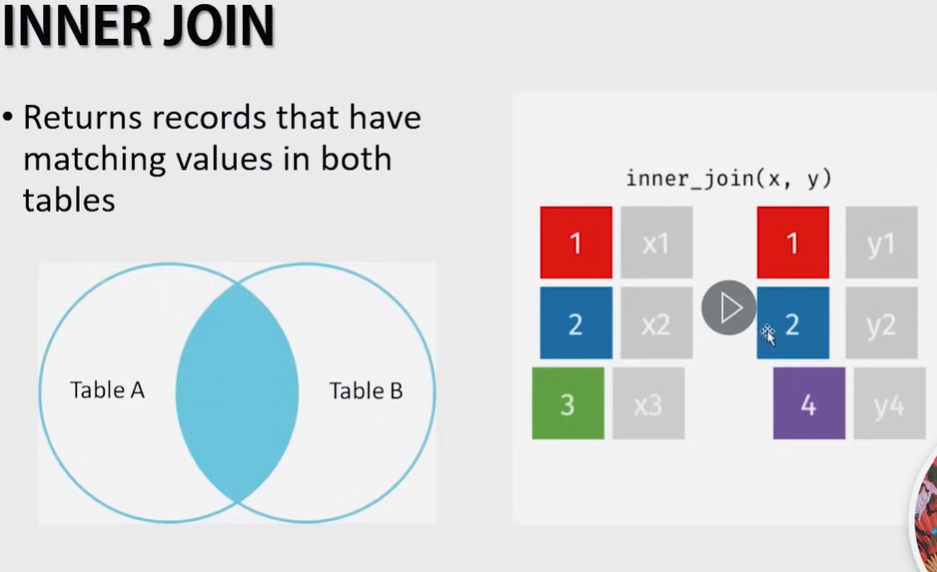 INNER JOIN
• Returns records that have
matching values in both
tables
Table A
Table B
inner_join(x, y)
1 x1 1 y1
2 x2 2 y2
3 x3 4 y4